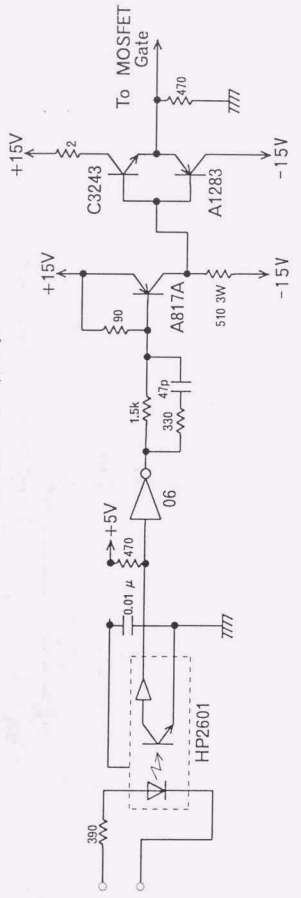 390
HP2601
0.01 μ
+5V
470
06
1.5k
330
47p
90
+15V
A817A
510 3W
-15V
+15V
2
C3243
A1283
-15V
To MOSFET
Gate
470